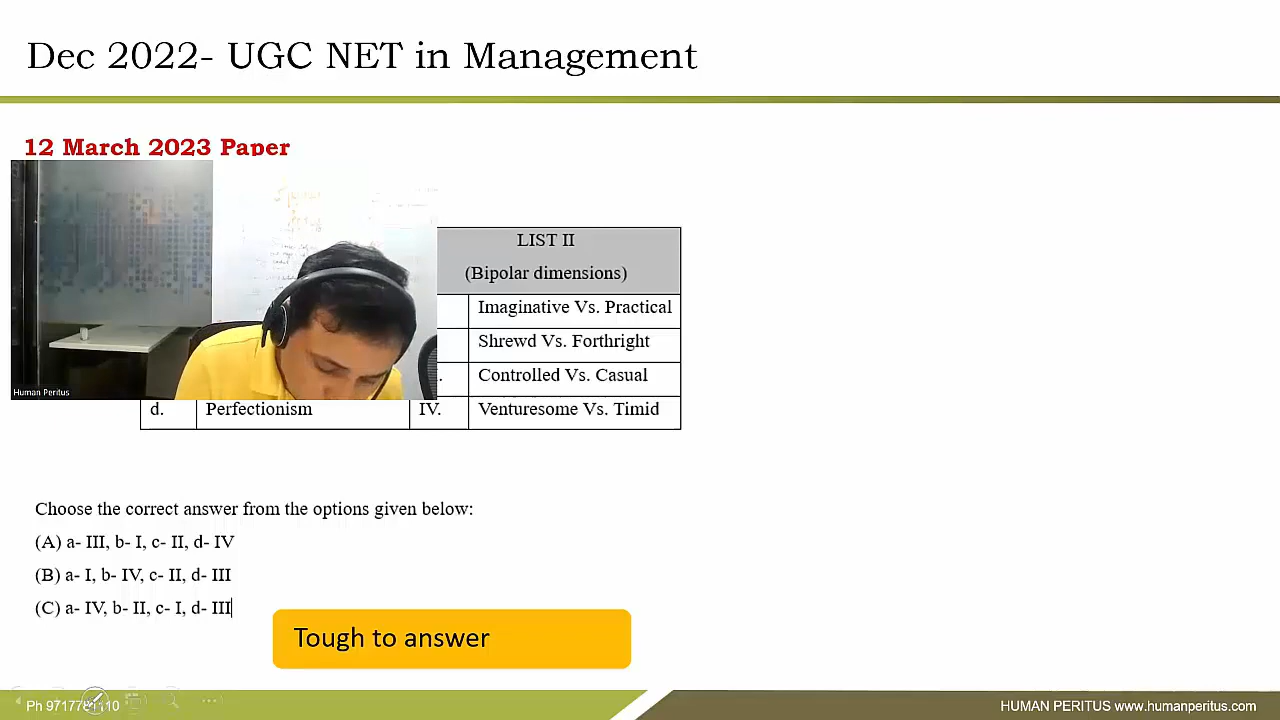 Dec 2022- UGC NET in Management
12 March 2023 Paper
LIST II
(Bipolar dimensions)
Imaginative Vs. Practical
Shrewd Vs. Forthright
Controlled Vs. Casual
d. Perfectionism IV. Venturesome Vs. Timid
Human Peritus
Choose the correct answer from the options given below:
(A) a- III, b- I, c- II, d- IV
(B) a- I, b- IV, c- II, d- III
(C) a- IV, b- II, c- I, d- III
Tough to answer
Ph 9717781110
HUMAN PERITUS www.humanperitus.com